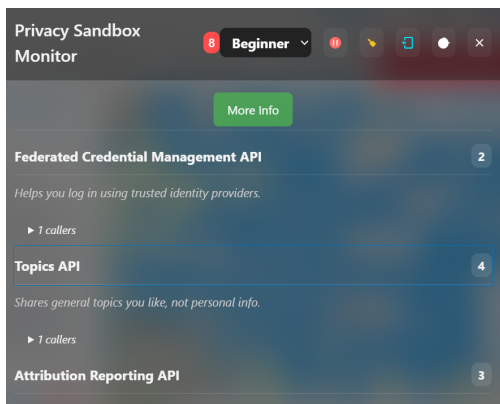 Privacy Sandbox
Monitor
8
Beginner
More Info
Federated Credential Management API
2
Helps you log in using trusted identity providers.
▶ 1 callers
Topics API
4
Shares general topics you like, not personal info.
▶ 1 callers
Attribution Reporting API
3